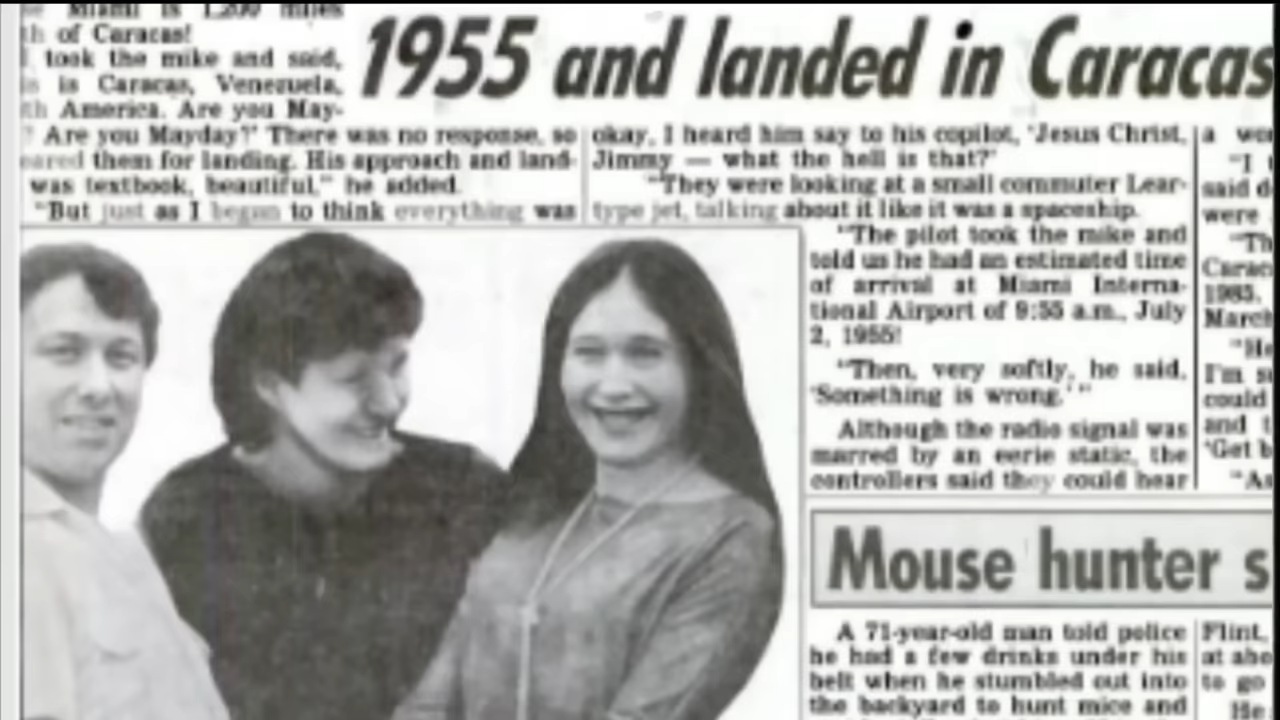 1955 and landed in Caracas
Miami is 1,200 miles
of Caracas!
took the mike and said,
is Caracas, Venezuela,
America. Are you May-
Are you Mayday?' There was no response, so
them for landing. His approach and land-
was textbook, beautiful," he added.
"But just as I began to think everything was
okay, I heard him say to his copilot, 'Jesus Christ,
Jimmy — what the hell is that?'
"They were looking at a small commuter Lear-
type jet, talking about it like it was a spaceship.
"The pilot took the mike and
told us he had an estimated time
of arrival at Miami Interna-
tional Airport of 9:55 a.m., July
2, 1955!
"Then, very softly, he said,
'Something is wrong.'"
Although the radio signal was
marred by an eerie static, the
controllers said they could hear
a
"I
said
were
"Th
Carac
1985.
March
"He
I'm s
could
and t
'Get b
"As
Mouse hunter s
A 71-year-old man told police
he had a few drinks under his
belt when he stumbled out into
the backyard to hunt mice and
Flint,
at abo
to go
He